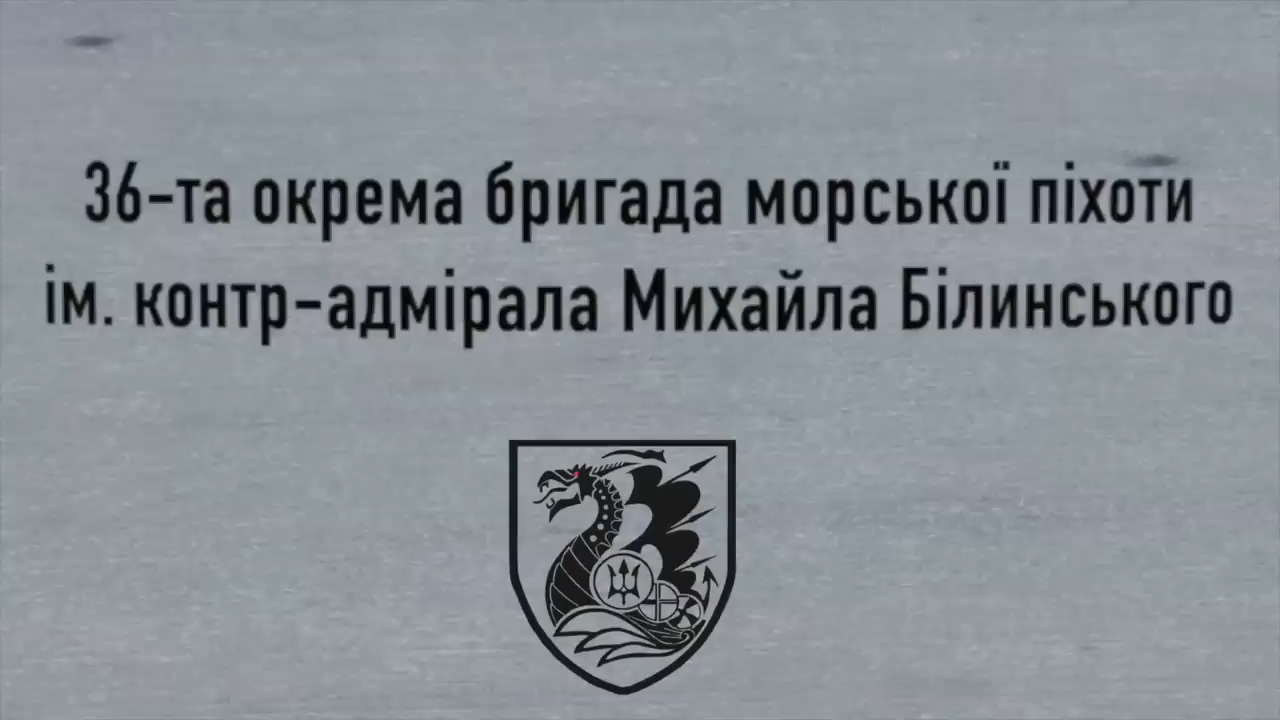 36-та окрема бригада морської піхоти
ім. контр-адмірала Михайла Білинського